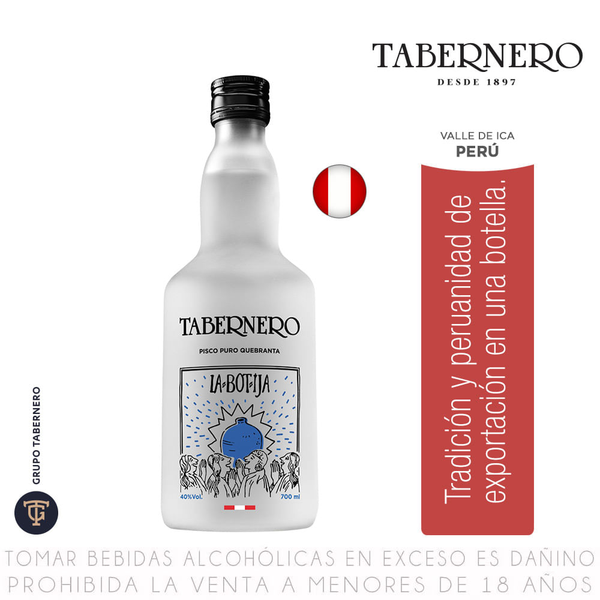 TABERNERO
DESDE 1897
VALLE DE ICA
PERÚ
Tradición y peruanidad de
exportación en una botella.
TABERNERO
PISCO PURO QUEBRANTA
LA BOTIJA
40%Vol.
700 ml
GRUPO TABERNERO
TG
TOMAR BEBIDAS ALCOHÓLICAS EN EXCESO ES DAÑINO
PROHIBIDA LA VENTA A MENORES DE 18 AÑOS